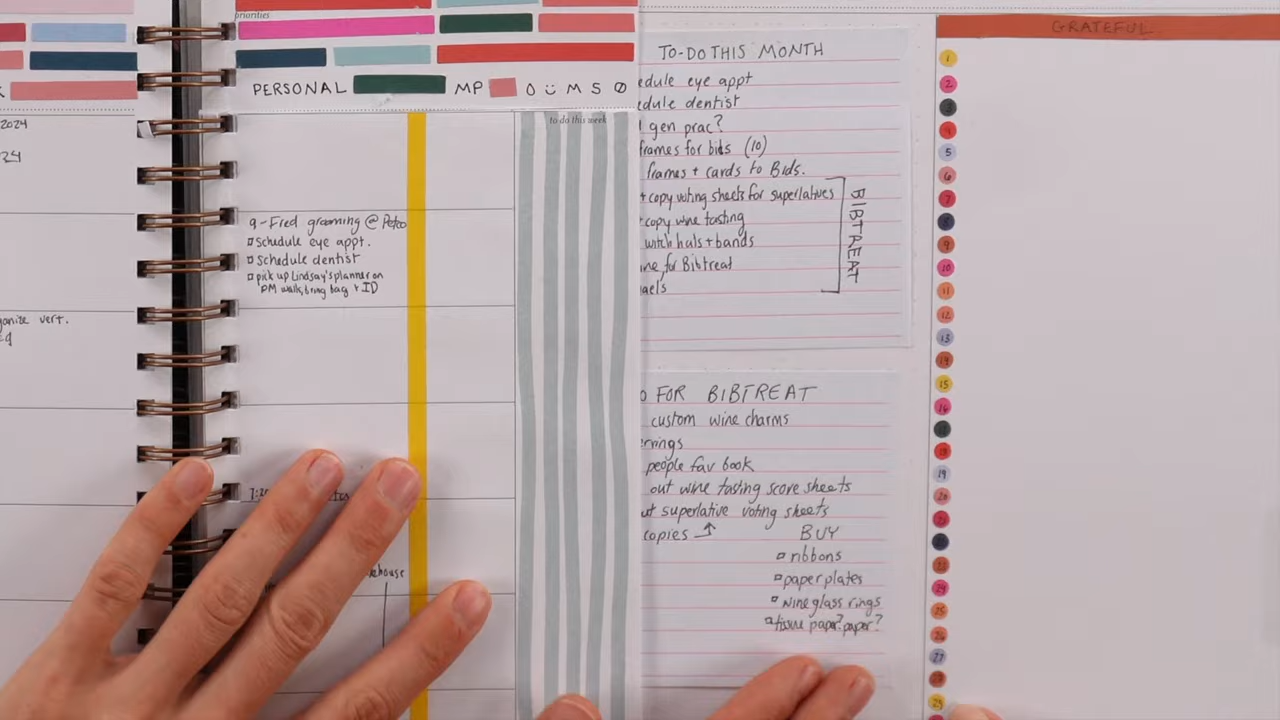 priorities
PERSONAL MP O Ü M S Ø
to do this week
2024
24
9-Fred grooming @ Petco
schedule eye appt.
schedule dentist
pick up Lindsay's planner on
PM walk, bring bag + ID
vert.
TO-DO THIS MONTH
edule eye appt
edule dentist
gen prac?
frames for bids (10)
frames + cards to Bids.
+ copy voting sheets for superlatives
copy wine tasting
witch hats + bands
ne for Bibtreat
aels
BIBTREAT
O FOR BIBTREAT
custom wine charms
people fav book
out wine tasting score sheets
ut superlative voting sheets
copies
BUY
ribbons
paper plates
wine glass rings
tissue paper? paper?
GRATEFUL
1
2
3
4
5
6
7
8
9
10
11
12
13
14
15
16
17
18
19
20
21
22
23
24
25
26
27
28
29